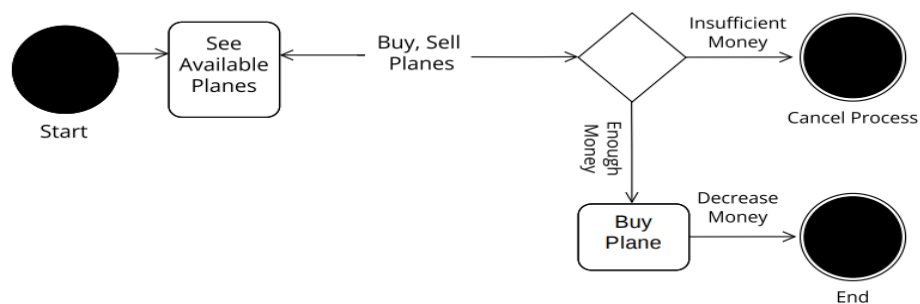 Start
See
Available
Planes
Buy, Sell
Planes
Insufficient
Money
Cancel Process
Enough
Money
Buy
Plane
Decrease
Money
End